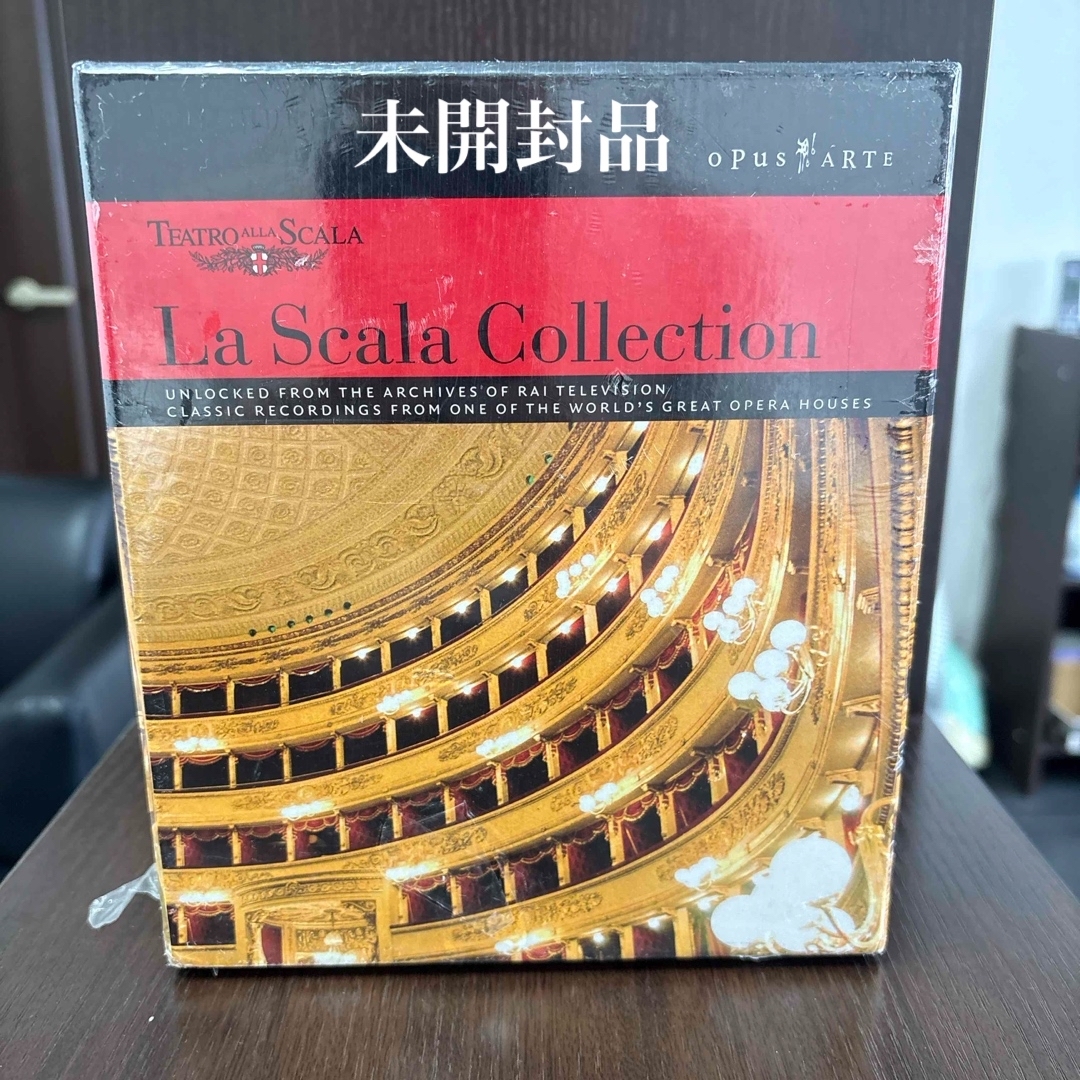 未開封品
OPUS ARTE
TEATRO ALLA SCALA
La Scala Collection
UNLOCKED FROM THE ARCHIVES OF RAI TELEVISION
CLASSIC RECORDINGS FROM ONE OF THE WORLD'S GREAT OPERA HOUSES